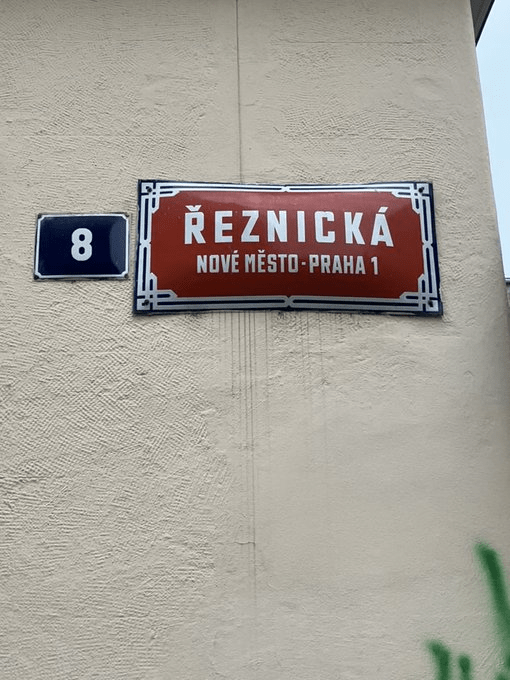 8
ŘEZNICKÁ
NOVÉ MĚSTO - PRAHA 1